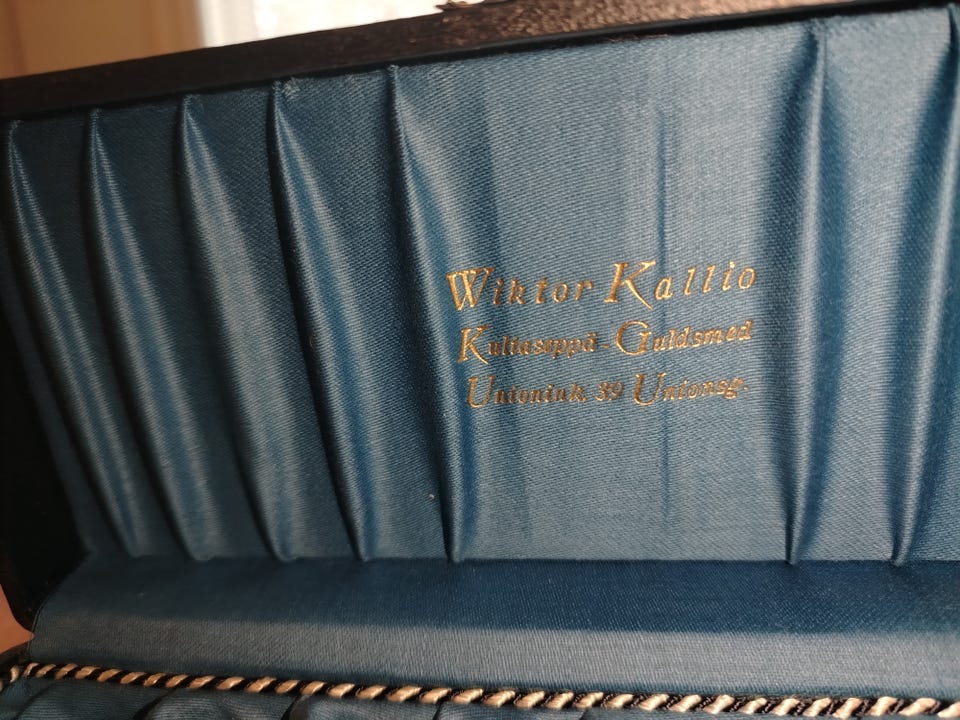 Wiktor Kallio
Kultaseppä - Guldsmed
Unionink. 39 Unionsg.